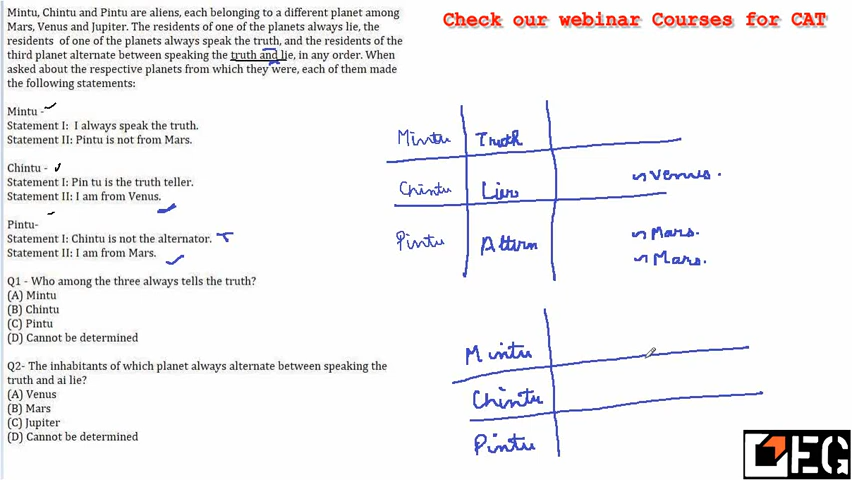 Mintu, Chintu and Pintu are aliens, each belonging to a different planet among
Mars, Venus and Jupiter. The residents of one of the planets always lie, the
residents of one of the planets always speak the truth, and the residents of the
third planet alternate between speaking the truth and lie, in any order. When
asked about the respective planets from which they were, each of them made
the following statements:
Mintu -
Statement I: I always speak the truth.
Statement II: Pintu is not from Mars.
Chintu -
Statement I: Pin tu is the truth teller.
Statement II: I am from Venus.
Pintu-
Statement I: Chintu is not the alternator. T
Statement II: I am from Mars.
Q1 - Who among the three always tells the truth?
(A) Mintu
(B) Chintu
(C) Pintu
(D) Cannot be determined
Q2- The inhabitants of which planet always alternate between speaking the
truth and ai lie?
(A) Venus
(B) Mars
(C) Jupiter
(D) Cannot be determined
Check our webinar Courses for CAT
Mintu Truth
Chintu Lier ~Venus.
Pintu Altern ~Mars.
~Mars.
Mintu
Chintu
Pintu
EG